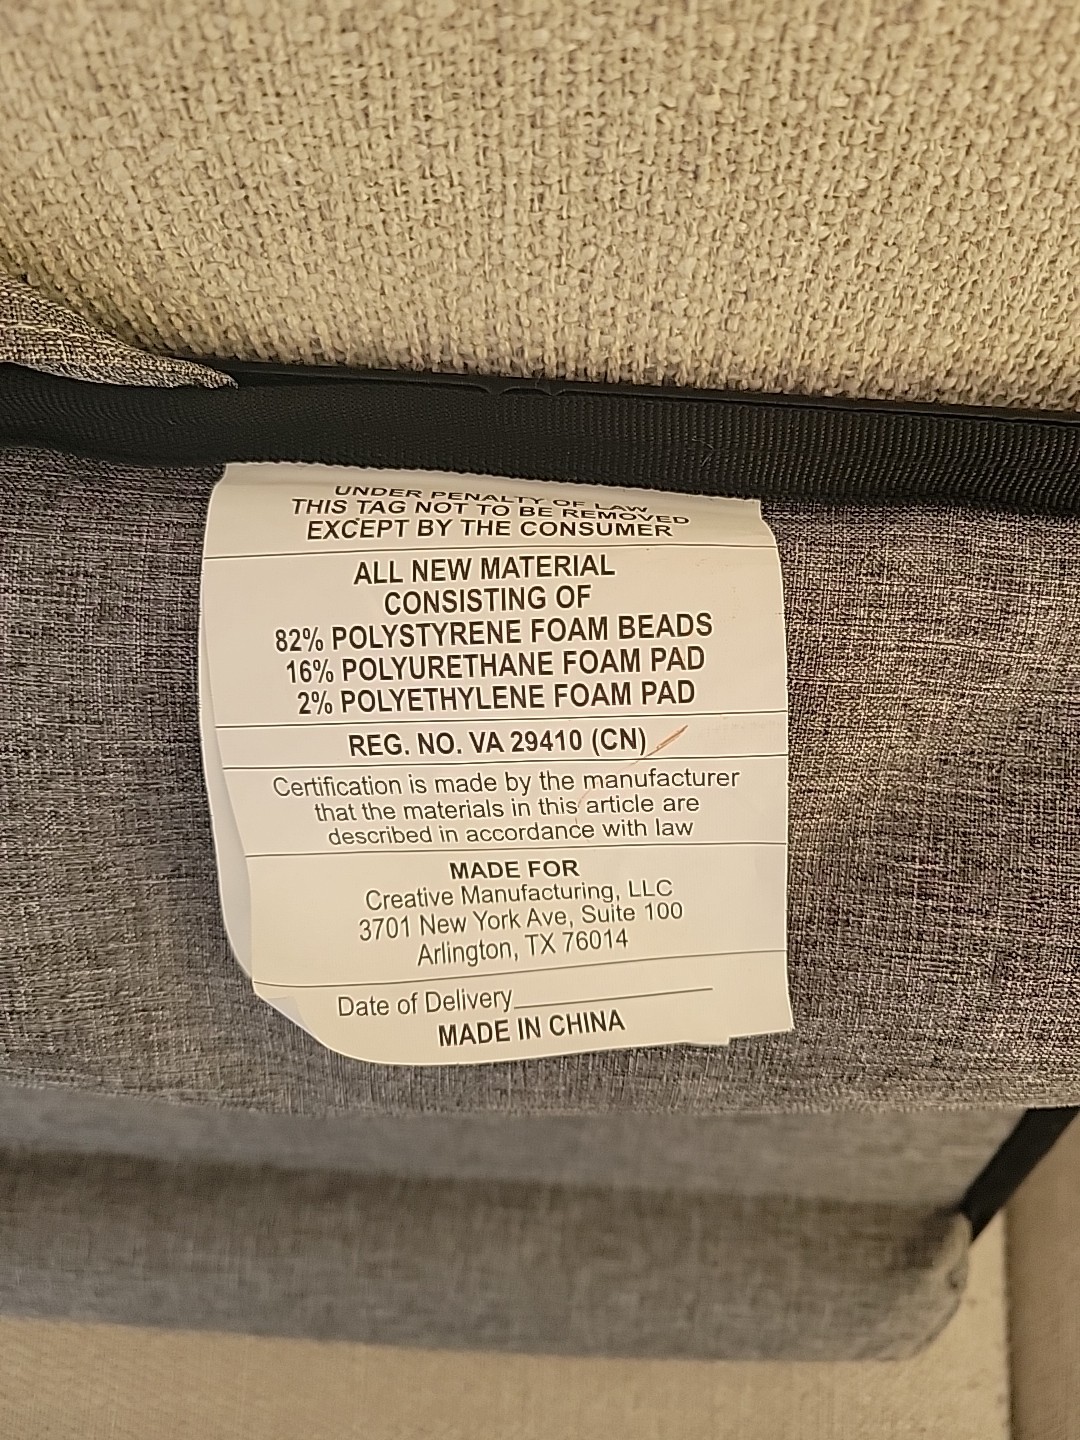 UNDER PENALTY OF LAW
THIS TAG NOT TO BE REMOVED
EXCEPT BY THE CONSUMER
ALL NEW MATERIAL
CONSISTING OF
82% POLYSTYRENE FOAM BEADS
16% POLYURETHANE FOAM PAD
2% POLYETHYLENE FOAM PAD
REG. NO. VA 29410 (CN)
Certification is made by the manufacturer
that the materials in this article are
described in accordance with law
MADE FOR
Creative Manufacturing, LLC
3701 New York Ave, Suite 100
Arlington, TX 76014
Date of Delivery
MADE IN CHINA